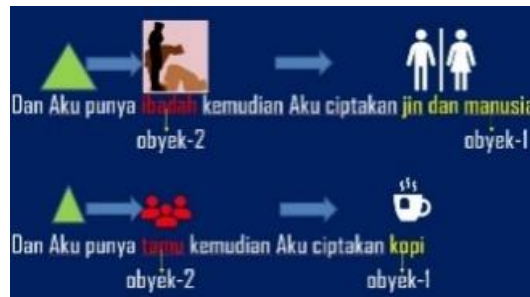 Dan Aku punya ibadah kemudian Aku ciptakan jin dan manusia
obyek-2 obyek-1
Dan Aku punya tamu kemudian Aku ciptakan kopi
obyek-2 obyek-1